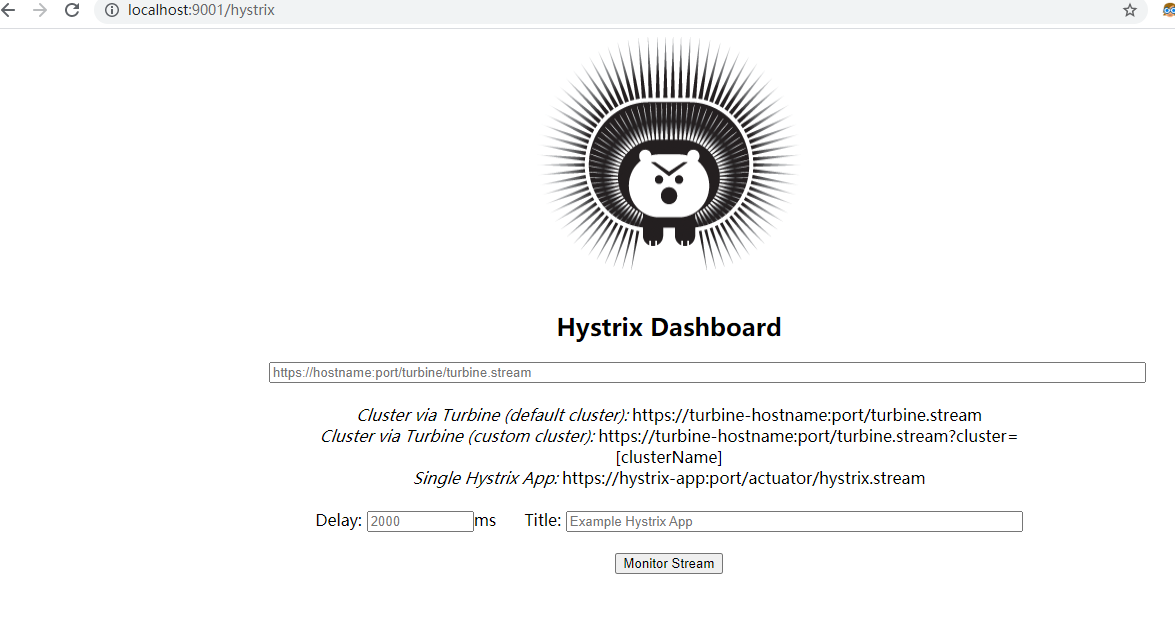 localhost:9001/hystrix
Hystrix Dashboard
https://hostname:port/turbine/turbine.stream
Cluster via Turbine (default cluster): https://turbine-hostname:port/turbine.stream
Cluster via Turbine (custom cluster): https://turbine-hostname:port/turbine.stream?cluster=
[clusterName]
Single Hystrix App: https://hystrix-app:port/actuator/hystrix.stream
Delay: 2000 ms Title: Example Hystrix App
Monitor Stream